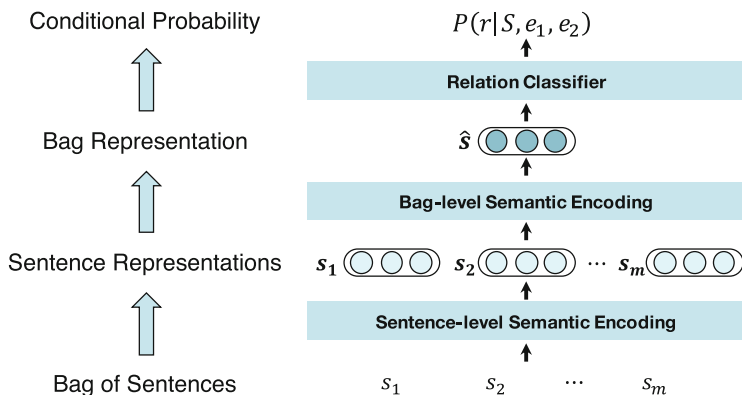 Conditional Probability P(r|S, e₁, e₂)
Relation Classifier
Bag Representation ŝ
Bag-level Semantic Encoding
Sentence Representations s₁ s₂ ⋯ sₘ
Sentence-level Semantic Encoding
Bag of Sentences s₁ s₂ ⋯ sₘ